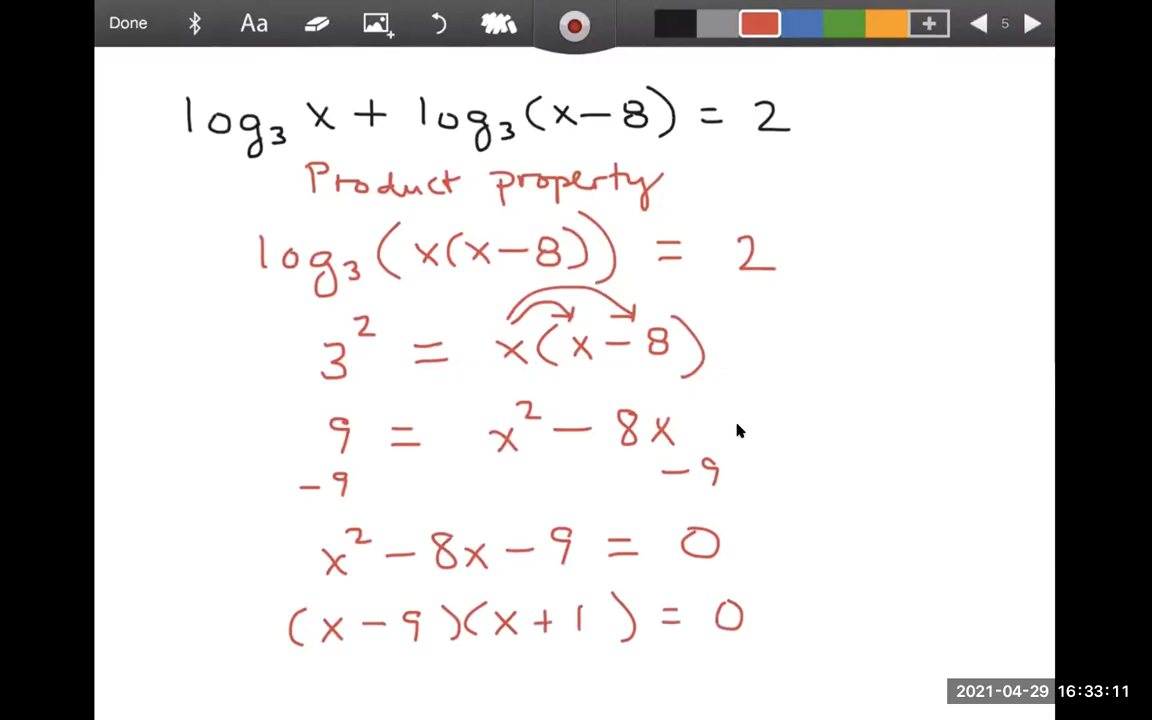 Done Aa 5
log₃ x + log₃(x-8) = 2
Product property
log₃(x(x-8)) = 2
3² = x(x-8)
9 = x² - 8x
-9 -9
x² - 8x - 9 = 0
(x-9)(x+1) = 0
2021-04-29 16:33:11